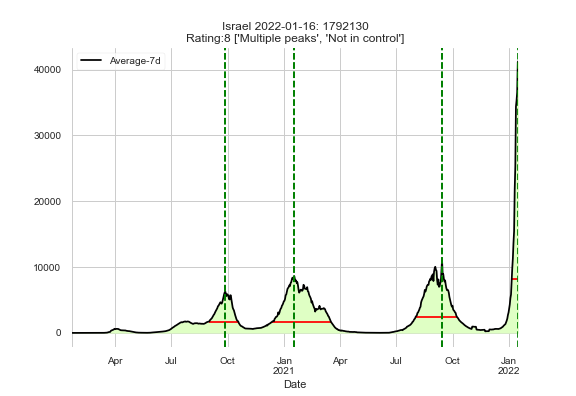 Israel 2022-01-16: 1792130
Rating:8 ['Multiple peaks', 'Not in control']
Average-7d
40000
30000
20000
10000
0
Apr Jul Oct Jan Apr Jul Oct Jan
2021 2022
Date